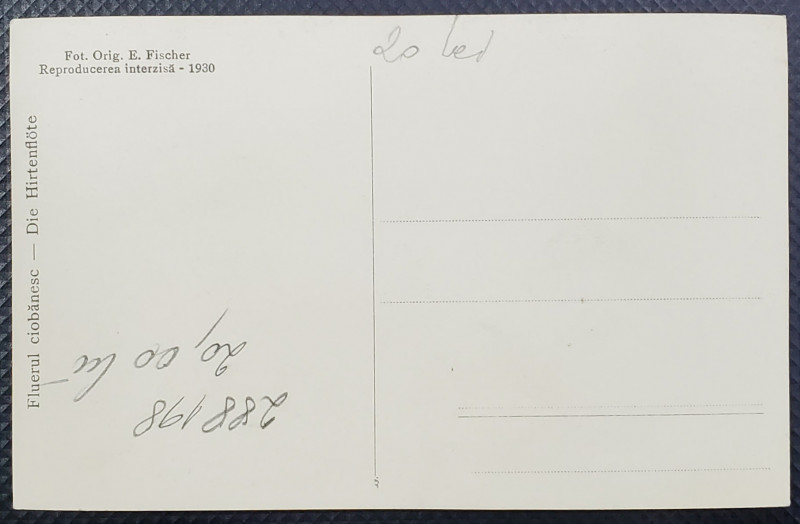 Fot. Orig. E. Fischer
Reproducerea interzisă - 1930
20 lei
Fluerul ciobănesc — Die Hirtenflöte
288198
20,00 lei